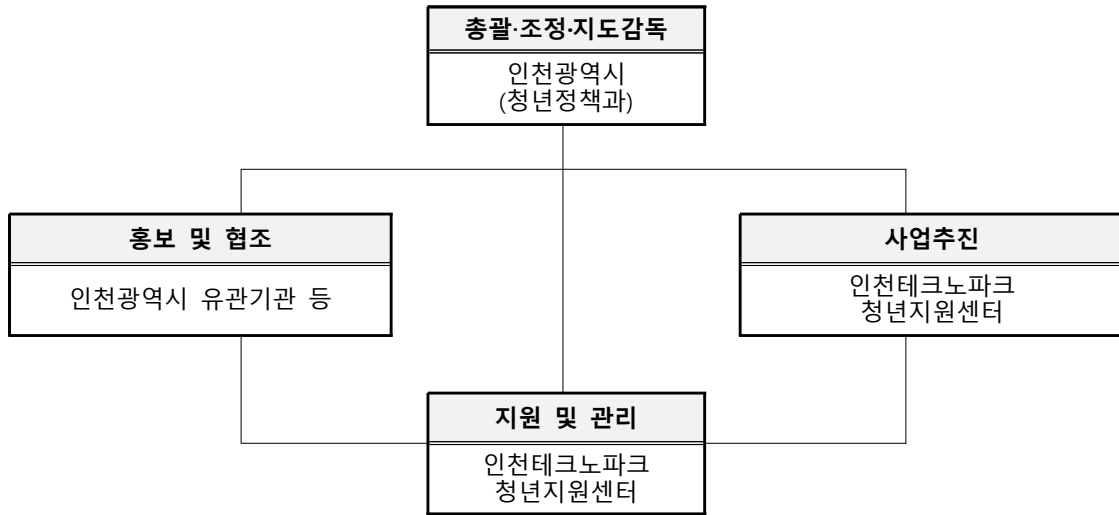 총괄·조정·지도감독
인천광역시
(청년정책과)
홍보 및 협조
인천광역시 유관기관 등
사업추진
인천테크노파크
청년지원센터
지원 및 관리
인천테크노파크
청년지원센터